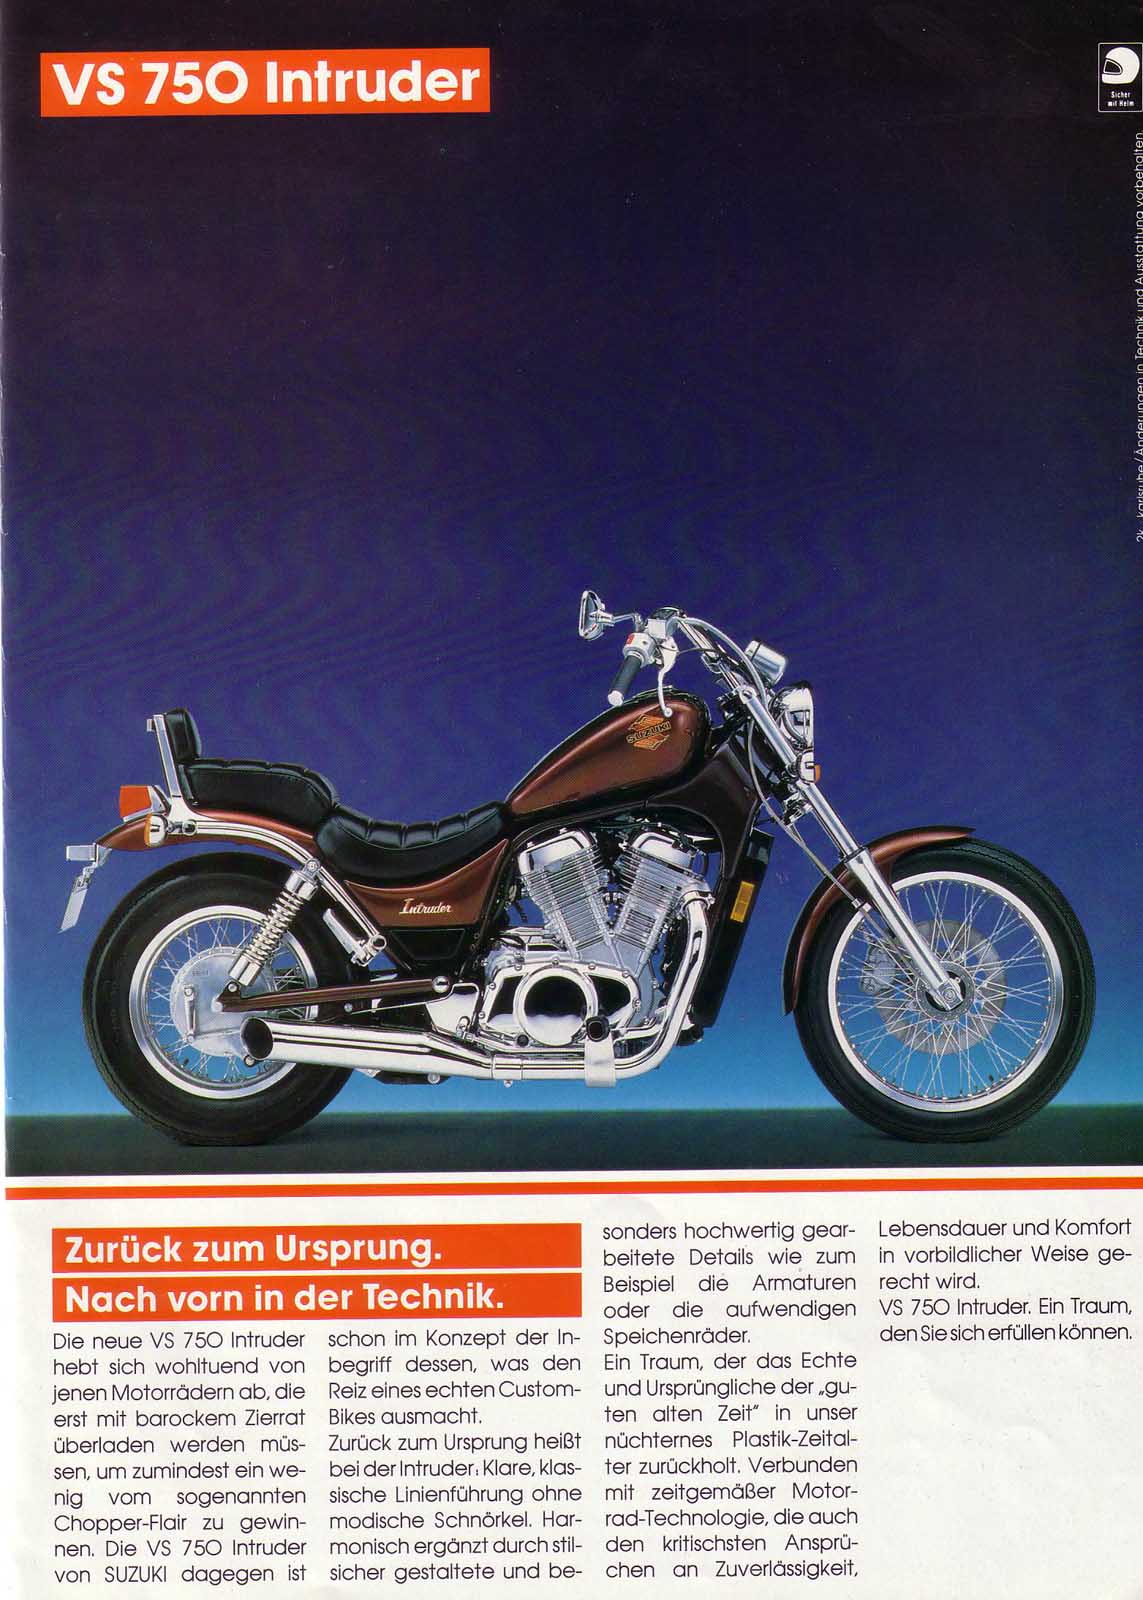 VS 750 Intruder
Sicher
mit Helm
Karlsruhe/Änderungen in Technik und Ausstattung vorbehalten
SUZUKI
Intruder
Zurück zum Ursprung.
Nach vorn in der Technik.
Die neue VS 750 Intruder
hebt sich wohltuend von
jenen Motorrädern ab, die
erst mit barockem Zierrat
überladen werden müs-
sen, um zumindest ein we-
nig vom sogenannten
Chopper-Flair zu gewin-
nen. Die VS 750 Intruder
von SUZUKI dagegen ist
schon im Konzept der In-
begriff dessen, was den
Reiz eines echten Custom-
Bikes ausmacht.
Zurück zum Ursprung heißt
bei der Intruder: Klare, klas-
sische Linienführung ohne
modische Schnörkel. Har-
monisch ergänzt durch stil-
sicher gestaltete und be-
sonders hochwertig gear-
beitete Details wie zum
Beispiel die Armaturen
oder die aufwendigen
Speichenräder.
Ein Traum, der das Echte
und Ursprüngliche der „gu-
ten alten Zeit" in unser
nüchternes Plastik-Zeital-
ter zurückholt. Verbunden
mit zeitgemäßer Motor-
rad-Technologie, die auch
den kritischsten Ansprü-
chen an Zuverlässigkeit,
Lebensdauer und Komfort
in vorbildlicher Weise ge-
recht wird.
VS 750 Intruder. Ein Traum,
den Sie sich erfüllen können.